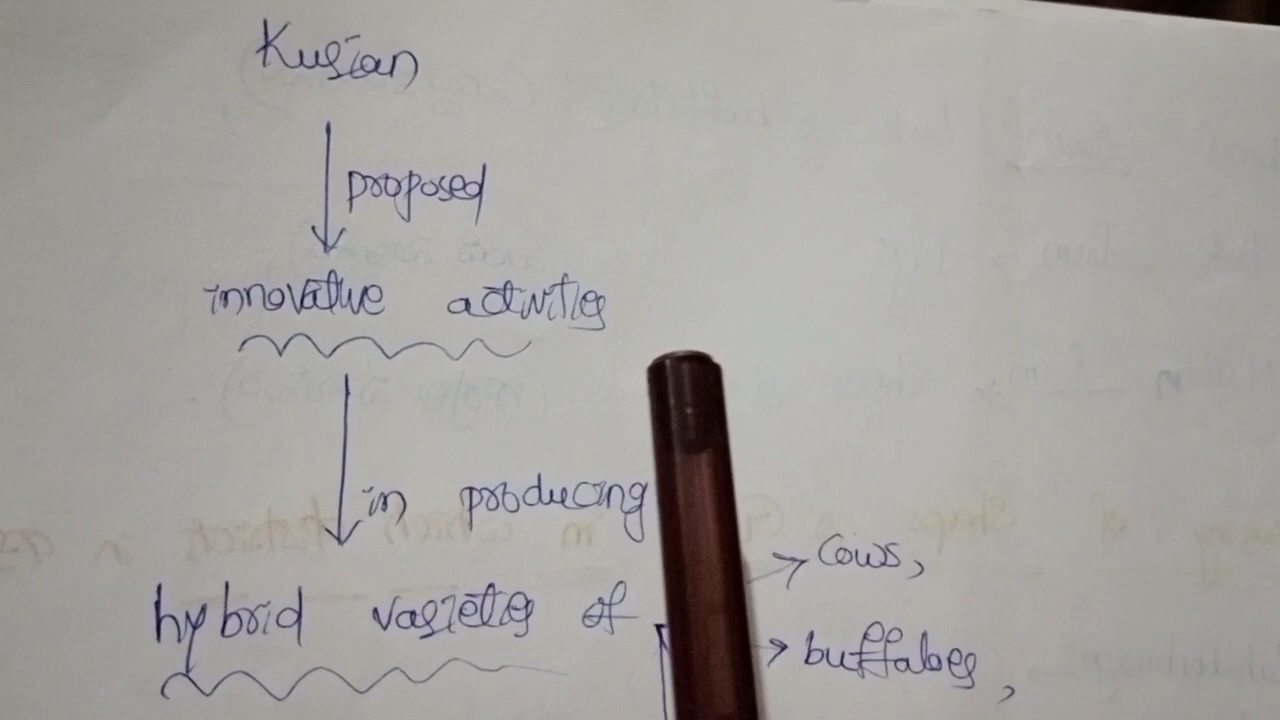 Kurian
proposed
innovative activities
in producing
hybrid varieties of
→ Cows,
→ buffaloes,